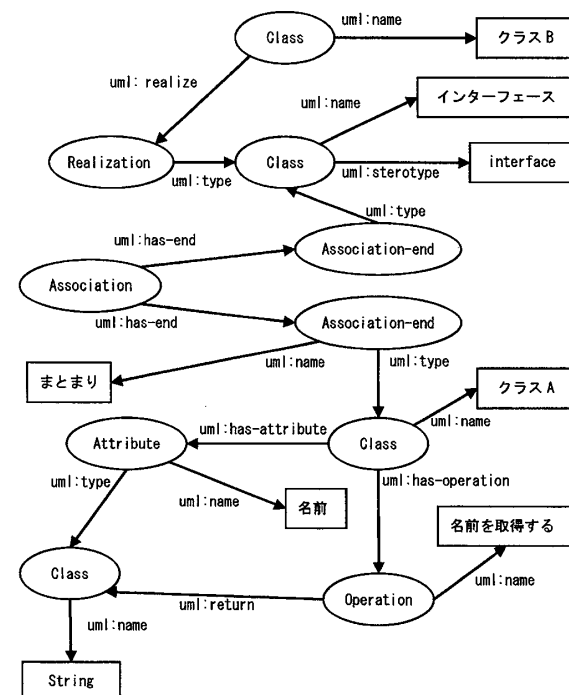 uml:name
Class
クラスB
uml:realize
uml:name
インターフェース
Realization
uml:type
Class
uml:sterotype
interface
uml:type
uml:has-end
Association-end
Association
uml:has-end
Association-end
uml:name
uml:type
まとまり
クラスA
uml:has-attribute
uml:name
Attribute
Class
uml:type
uml:name
名前
uml:has-operation
名前を取得する
Class
uml:return
Operation
uml:name
uml:name
String